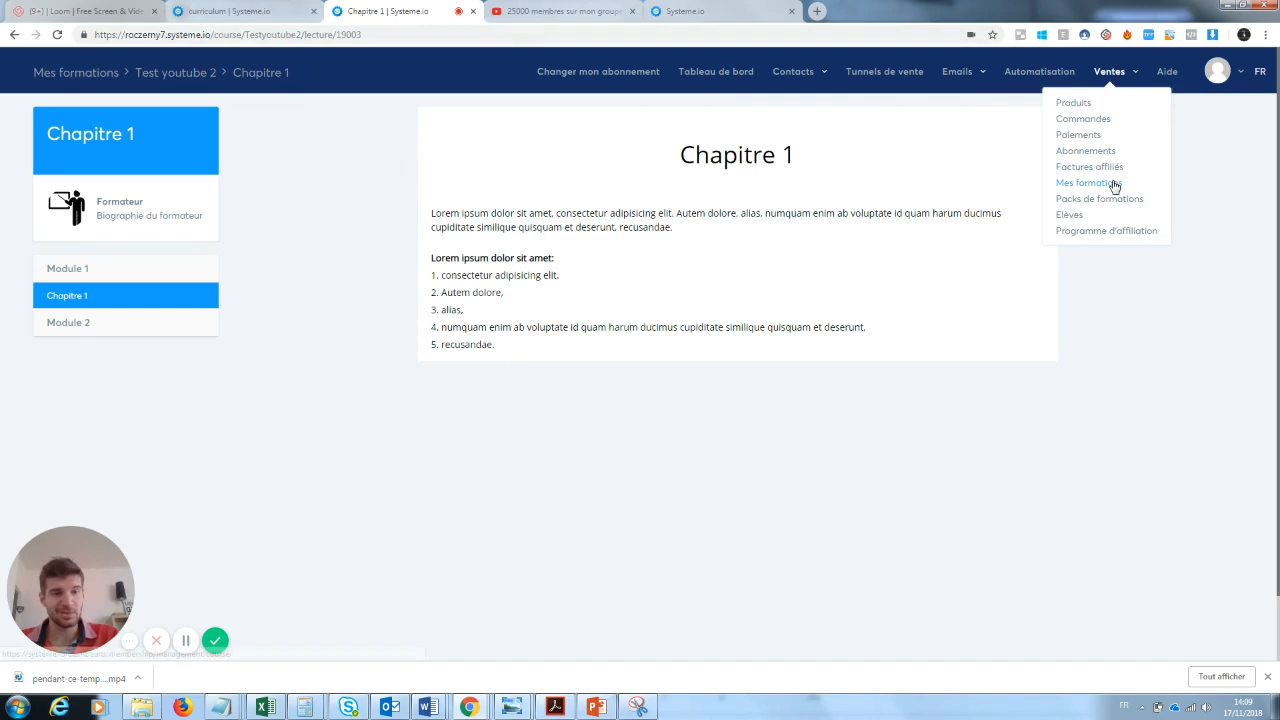 (9+) | Loom | Free Screen & Vide
curriculum | Systeme.io
Chapitre 1 | Systeme.io
25000 membres sur mon groupe
Systeme.io
https://roczerny7.systeme.io/course/Testyoutube2/lecture/19003
Mes formations > Test youtube 2 > Chapitre 1
Changer mon abonnement
Tableau de bord
Contacts
Tunnels de vente
Emails
Automatisation
Ventes
Aide
FR
Produits
Commandes
Paiements
Abonnements
Factures affiliés
Mes formations
Packs de formations
Elèves
Programme d'affiliation
Chapitre 1
Formateur
Biographie du formateur
Module 1
Chapitre 1
Module 2
Chapitre 1
Lorem ipsum dolor sit amet, consectetur adipisicing elit. Autem dolore, alias, numquam enim ab voluptate id quam harum ducimus
cupiditate similique quisquam et deserunt, recusandae.
Lorem ipsum dolor sit amet:
1. consectetur adipisicing elit.
2. Autem dolore,
3. alias,
4. numquam enim ab voluptate id quam harum ducimus cupiditate similique quisquam et deserunt,
5. recusandae.
pendant-ce-temp....mp4
Tout afficher
FR
14:09
17/11/2018